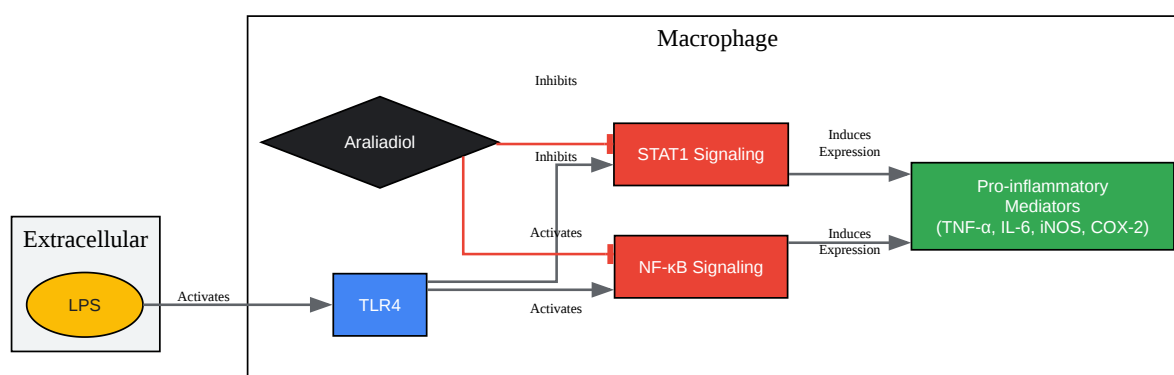 Macrophage
Inhibits
Araliadiol
STAT1 Signaling
Inhibits
Induces
Expression
Pro-inflammatory
Mediators
(TNF-α, IL-6, iNOS, COX-2)
Extracellular
LPS
Activates
TLR4
Activates
NF-κB Signaling
Activates
Induces
Expression